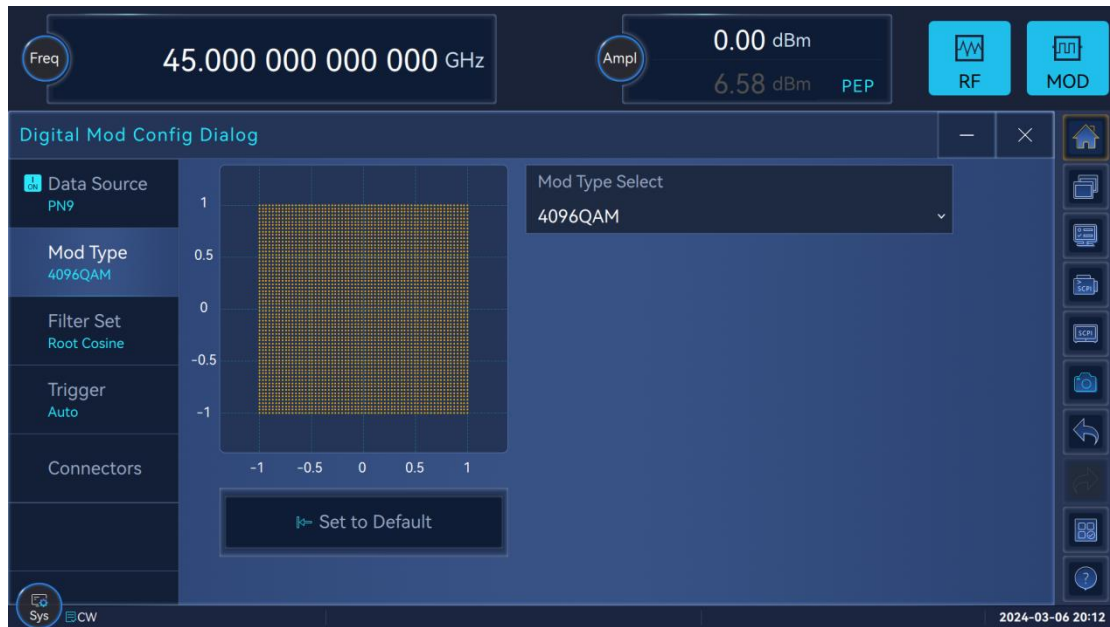 Freq
45.000 000 000 000 GHz
Ampl
0.00 dBm
6.58 dBm PEP
RF
MOD
Digital Mod Config Dialog
I
ON
Data Source
PN9
Mod Type
4096QAM
Filter Set
Root Cosine
Trigger
Auto
Connectors
1
0.5
0
-0.5
-1
-1 -0.5 0 0.5 1
Set to Default
Mod Type Select
4096QAM
SCPI
SCPI
?
Sys
CW
2024-03-06 20:12